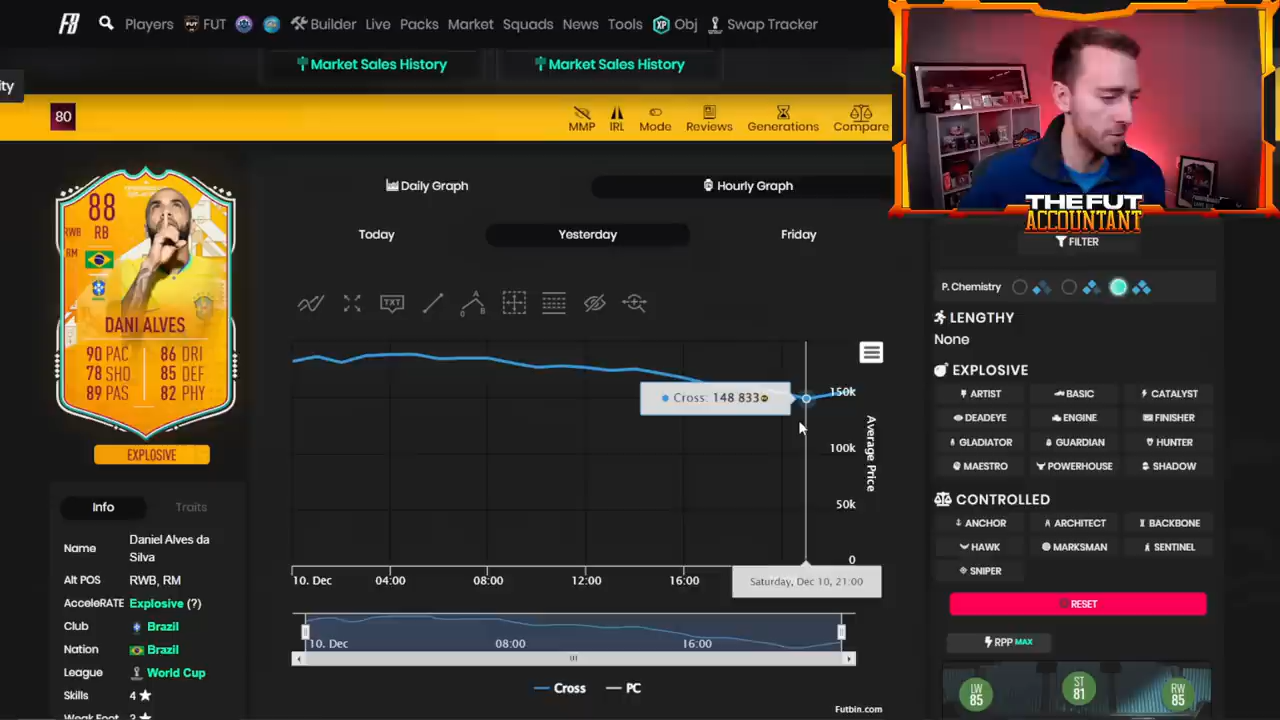 FB Players FUT Builder Live Packs Market Squads News Tools XP Obj Swap Tracker
Market Sales History Market Sales History
ity
80 MMP IRL Mode Reviews Generations Compare
THE FUT
ACCOUNTANT
Daily Graph Hourly Graph
Today Yesterday Friday
FILTER
88
RB
RWB
RM
DANI ALVES
90 PAC 86 DRI
78 SHO 85 DEF
89 PAS 82 PHY
EXPLOSIVE
TXT
A
Cross: 148 833
150k
100k
50k
0
Average Price
10. Dec 04:00 08:00 12:00 16:00
Saturday, Dec 10, 21:00
10. Dec 08:00 16:00
Cross PC
Futbin.com
Info Traits
Name Daniel Alves da
Silva
Alt POS RWB, RM
AcceleRATE Explosive (?)
Club Brazil
Nation Brazil
League World Cup
Skills 4
Weak Foot
P. Chemistry
LENGTHY
None
EXPLOSIVE
ARTIST BASIC CATALYST
DEADEYE ENGINE FINISHER
GLADIATOR GUARDIAN HUNTER
MAESTRO POWERHOUSE SHADOW
CONTROLLED
ANCHOR ARCHITECT BACKBONE
HAWK MARKSMAN SENTINEL
SNIPER
RESET
RPP MAX
LW
85
ST
81
RW
85